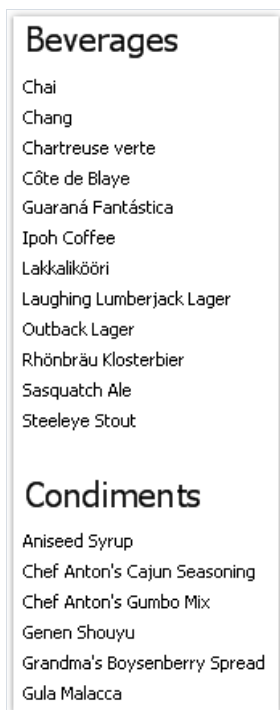 Beverages
Chai
Chang
Chartreuse verte
Côte de Blaye
Guaraná Fantástica
Ipoh Coffee
Lakkalikööri
Laughing Lumberjack Lager
Outback Lager
Rhönbräu Klosterbier
Sasquatch Ale
Steeleye Stout
Condiments
Aniseed Syrup
Chef Anton's Cajun Seasoning
Chef Anton's Gumbo Mix
Genen Shouyu
Grandma's Boysenberry Spread
Gula Malacca